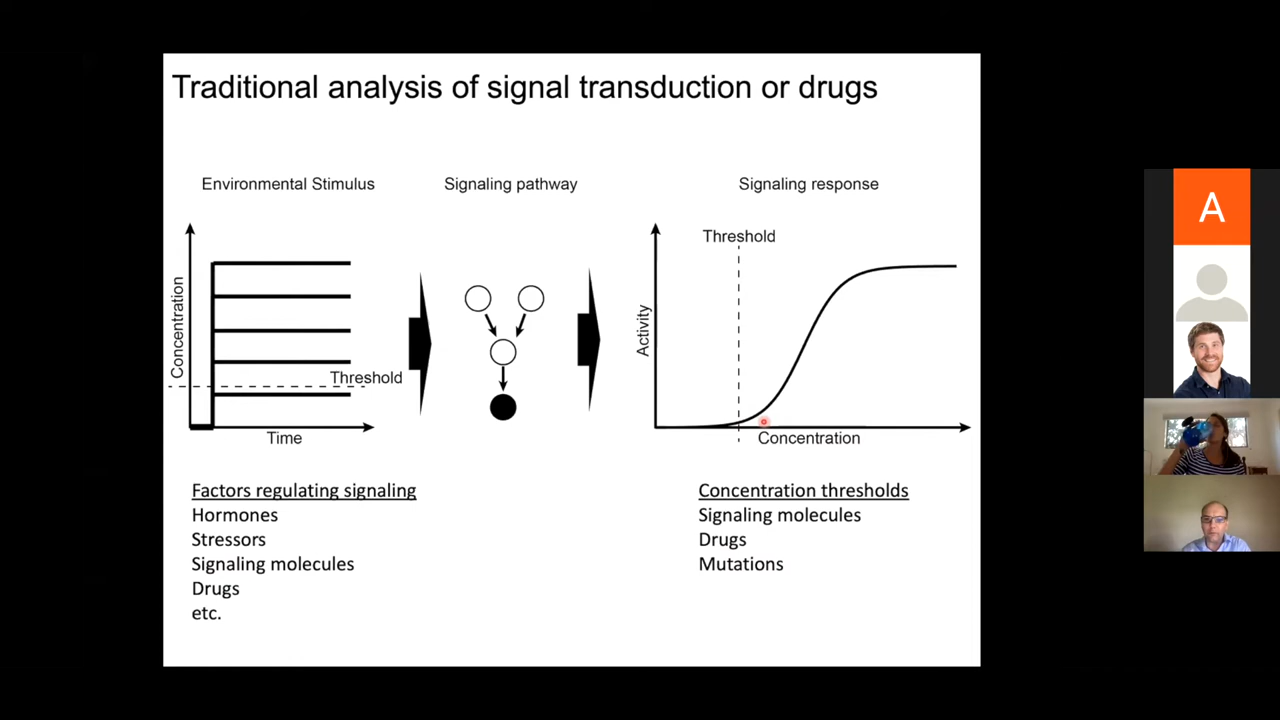 Traditional analysis of signal transduction or drugs
Environmental Stimulus
Signaling pathway
Signaling response
Concentration
Threshold
Time
Threshold
Activity
Concentration
Factors regulating signaling
Hormones
Stressors
Signaling molecules
Drugs
etc.
Concentration thresholds
Signaling molecules
Drugs
Mutations
A